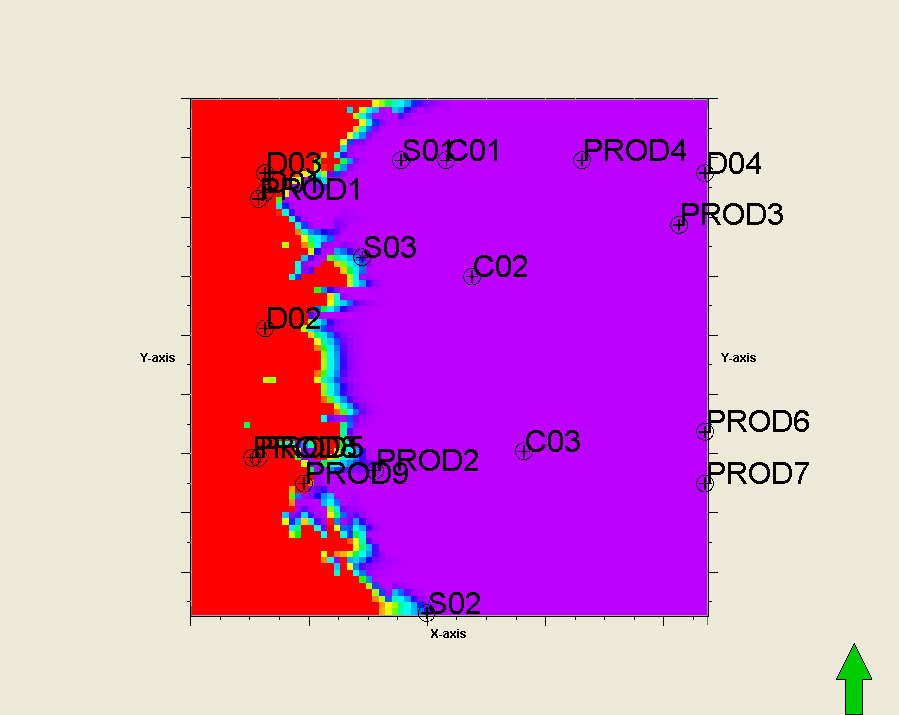 S01
C01
PROD4
D03
D04
PROD1
PROD3
S03
C02
D02
Y-axis
Y-axis
PROD6
C03
PROD5
PROD2
PROD9
PROD7
S02
X-axis